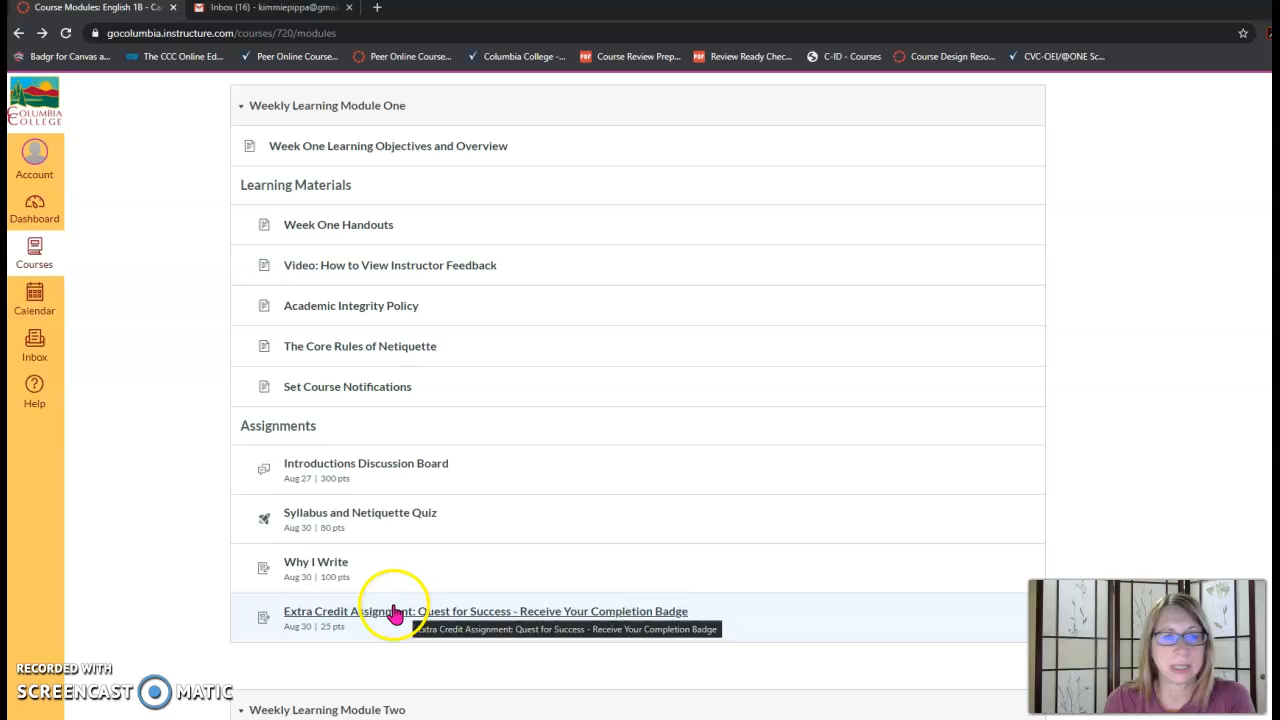 Course Modules: English 1B - Ca
Inbox (16) - kimmiepippa@gmai
gocolumbia.instructure.com/courses/720/modules
Badgr for Canvas a...
The CCC Online Ed...
Peer Online Course...
Peer Online Course...
Columbia College -...
Course Review Prep...
Review Ready Chec...
C-ID - Courses
Course Design Reso...
CVC-OEI/@ONE Sc...
COLUMBIA
COLLEGE
Account
Dashboard
Courses
Calendar
Inbox
Help
Weekly Learning Module One
Week One Learning Objectives and Overview
Learning Materials
Week One Handouts
Video: How to View Instructor Feedback
Academic Integrity Policy
The Core Rules of Netiquette
Set Course Notifications
Assignments
Introductions Discussion Board
Aug 27 | 300 pts
Syllabus and Netiquette Quiz
Aug 30 | 80 pts
Why I Write
Aug 30 | 100 pts
Extra Credit Assignment: Quest for Success - Receive Your Completion Badge
Aug 30 | 25 pts
Extra Credit Assignment: Quest for Success - Receive Your Completion Badge
Weekly Learning Module Two
RECORDED WITH
SCREENCAST MATIC